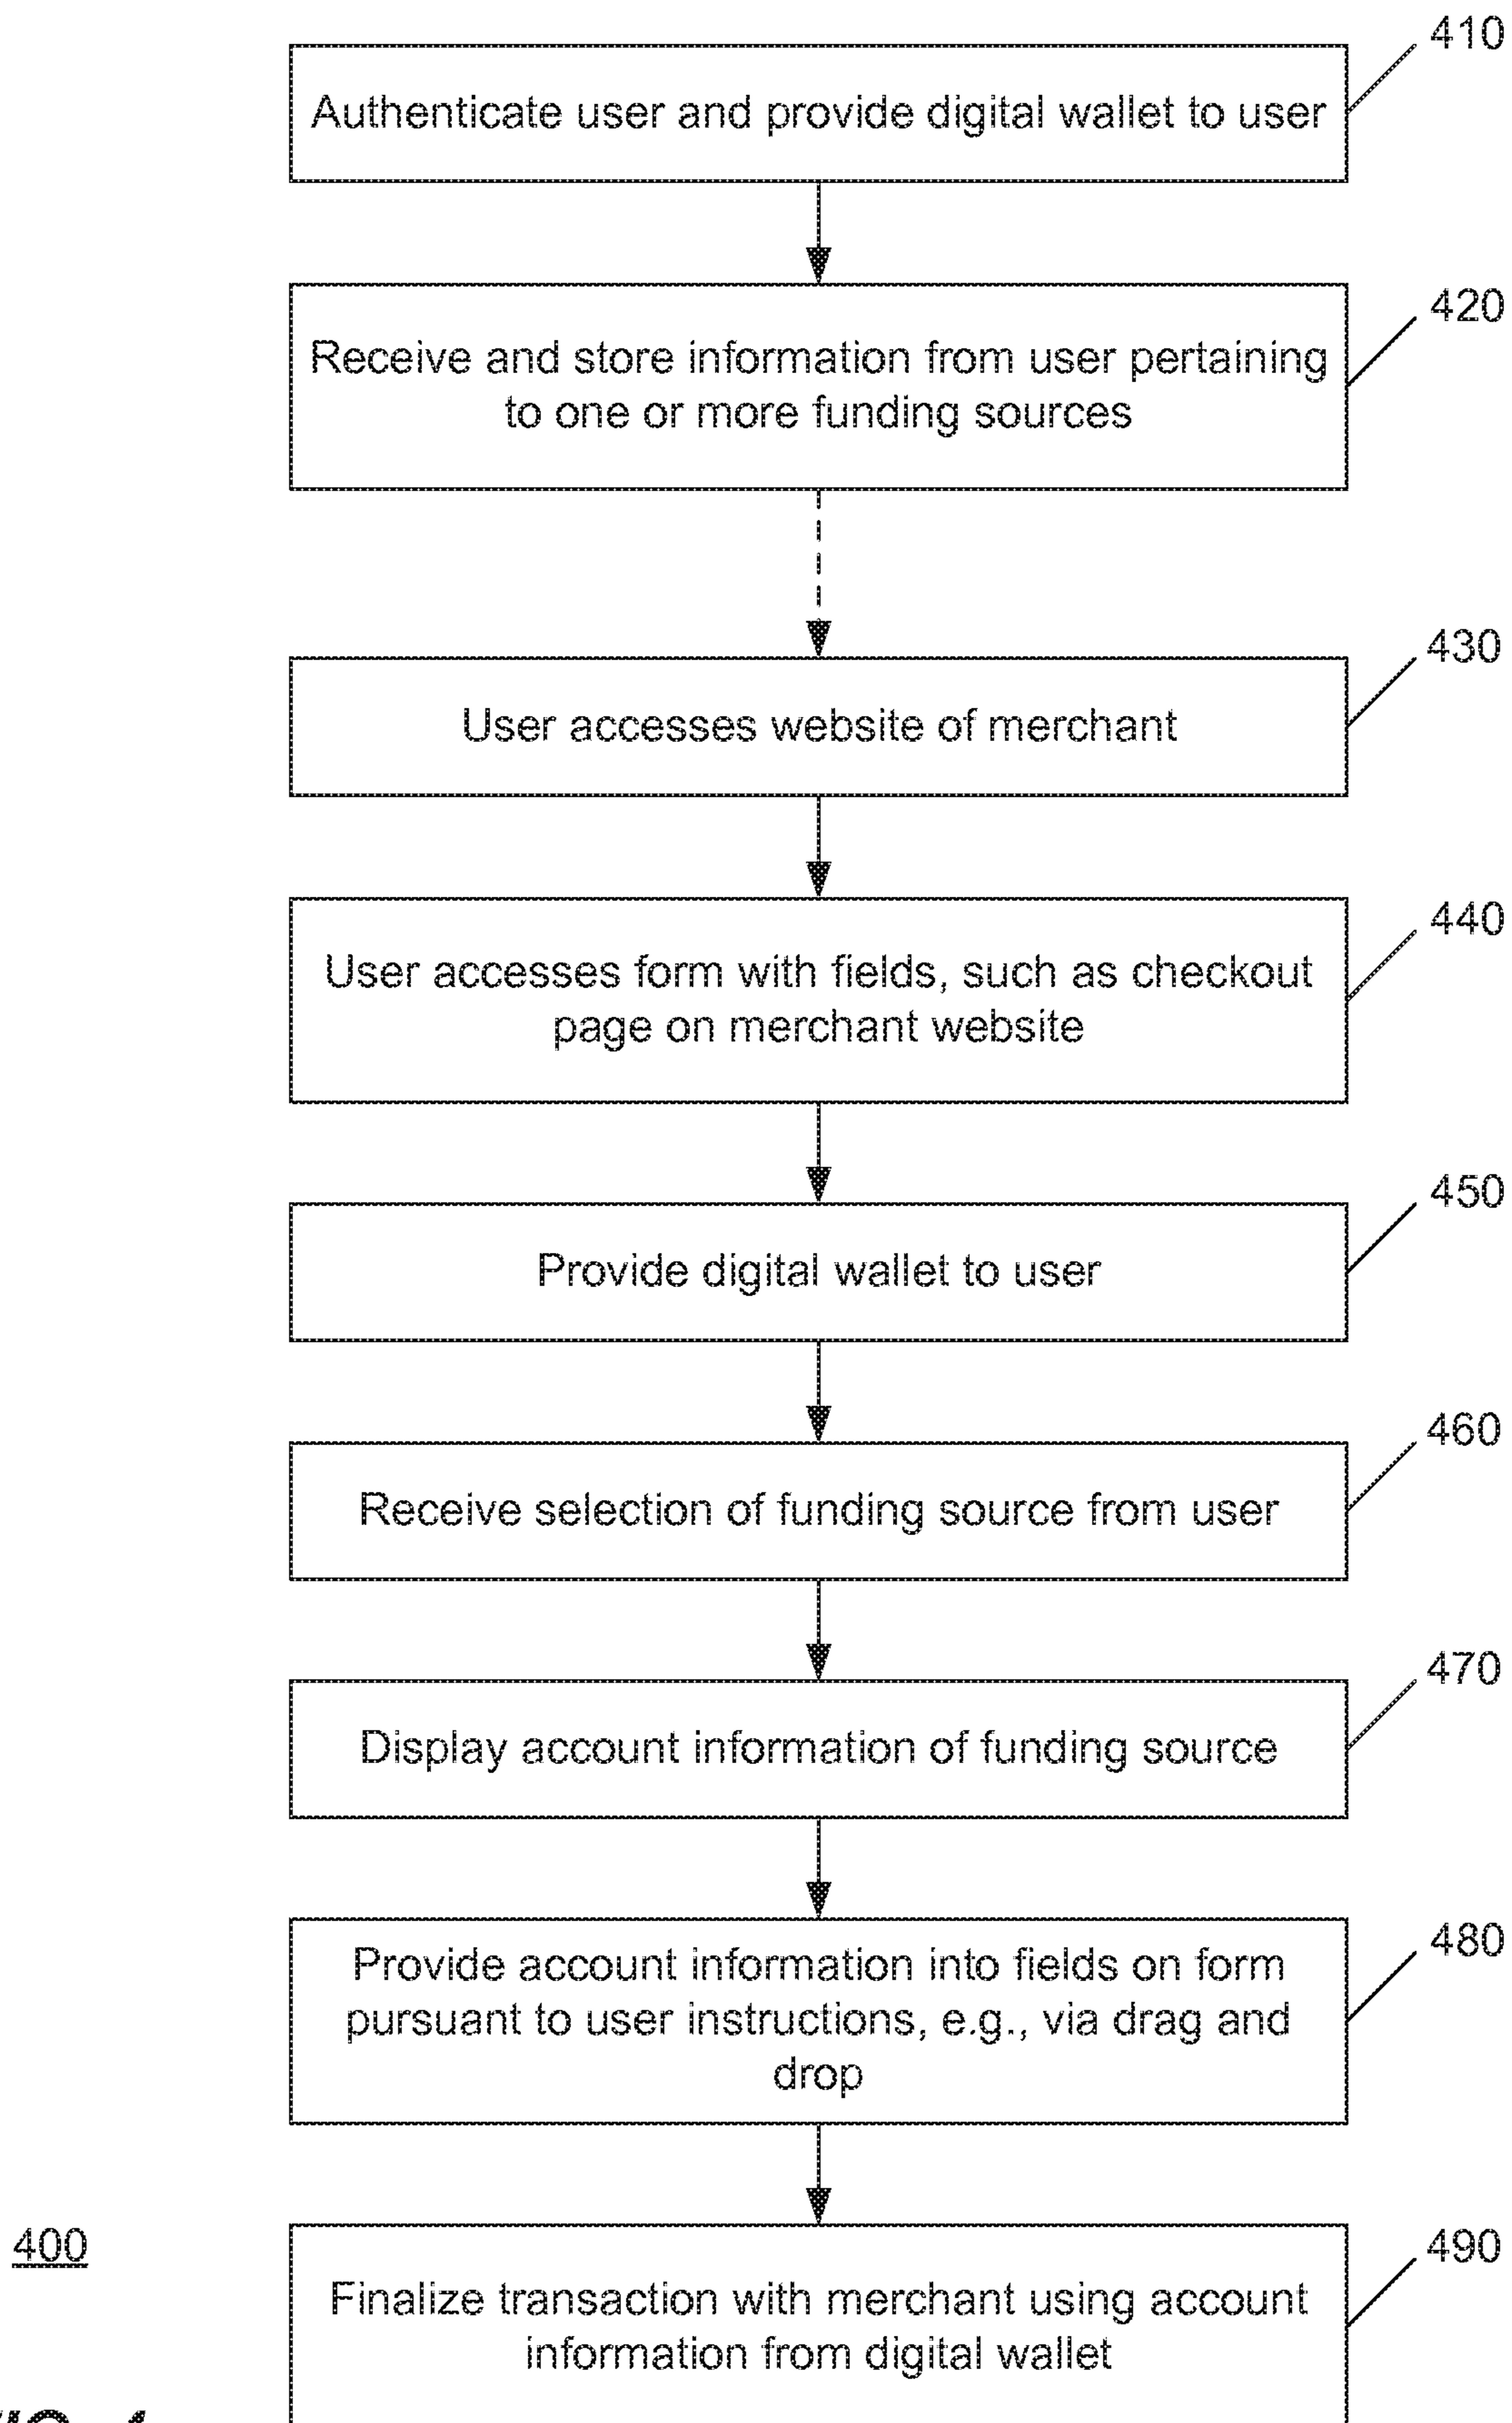 410
Authenticate user and provide digital wallet to user
420
Receive and store information from user pertaining
to one or more funding sources
430
User accesses website of merchant
440
User accesses form with fields, such as checkout
page on merchant website
450
Provide digital wallet to user
460
Receive selection of funding source from user
470
Display account information of funding source
480
Provide account information into fields on form
pursuant to user instructions, e.g., via drag and
drop
400
490
Finalize transaction with merchant using account
information from digital wallet